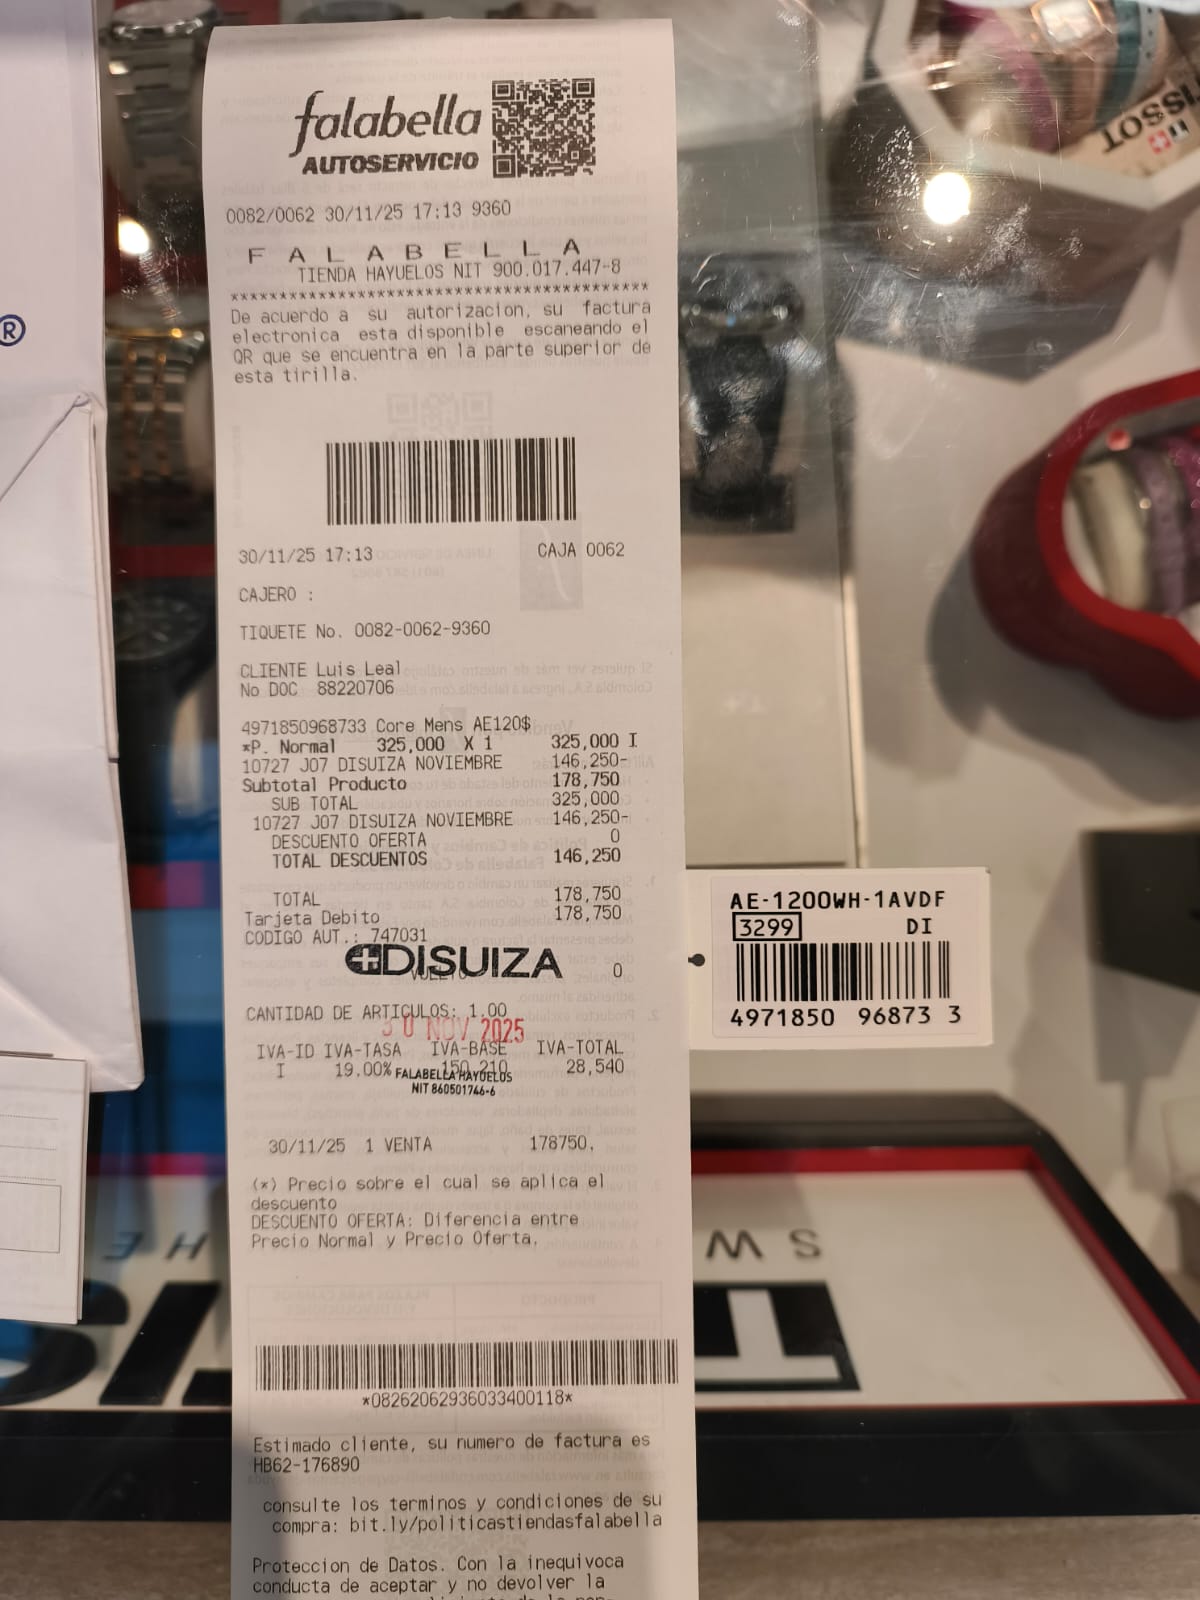 falabella
AUTOSERVICIO
0082/0062 30/11/25 17:13 9360
F A L A B E L L A
TIENDA HAYUELOS NIT 900.017.447-8
*******************************************
De acuerdo a su autorizacion, su factura
electronica esta disponible escaneando el
QR que se encuentra en la parte superior de
esta tirilla.
30/11/25 17:13 CAJA 0062
CAJERO :
TIQUETE No. 0082-0062-9360
CLIENTE Luis Leal
No DOC 88220706
4971850968733 Core Mens AE120$
*P. Normal 325,000 X 1 325,000 I
10727 J07 DISUIZA NOVIEMBRE 146,250-
Subtotal Producto 178,750
SUB TOTAL 325,000
10727 J07 DISUIZA NOVIEMBRE 146,250-
DESCUENTO OFERTA 0
TOTAL DESCUENTOS 146,250
TOTAL 178,750
Tarjeta Debito 178,750
CODIGO AUT.: 747031
DISUIZA
VUELTO 0
CANTIDAD DE ARTICULOS: 1.00
30 NOV 2025
IVA-ID IVA-TASA IVA-BASE IVA-TOTAL
I 19.00% 150,210 28,540
FALABELLA HAYUELOS
NIT 860501746-6
30/11/25 1 VENTA 178750.
(*) Precio sobre el cual se aplica el
descuento
DESCUENTO OFERTA: Diferencia entre
Precio Normal y Precio Oferta.
*08262062936033400118*
Estimado cliente, su numero de factura es
HB62-176890
consulte los terminos y condiciones de su
compra: bit.ly/politicastiendasfalabella
Proteccion de Datos. Con la inequivoca
conducta de aceptar y no devolver la
AE-1200WH-1AVDF
3299 DI
4971850 96873 3
TISSOT
®